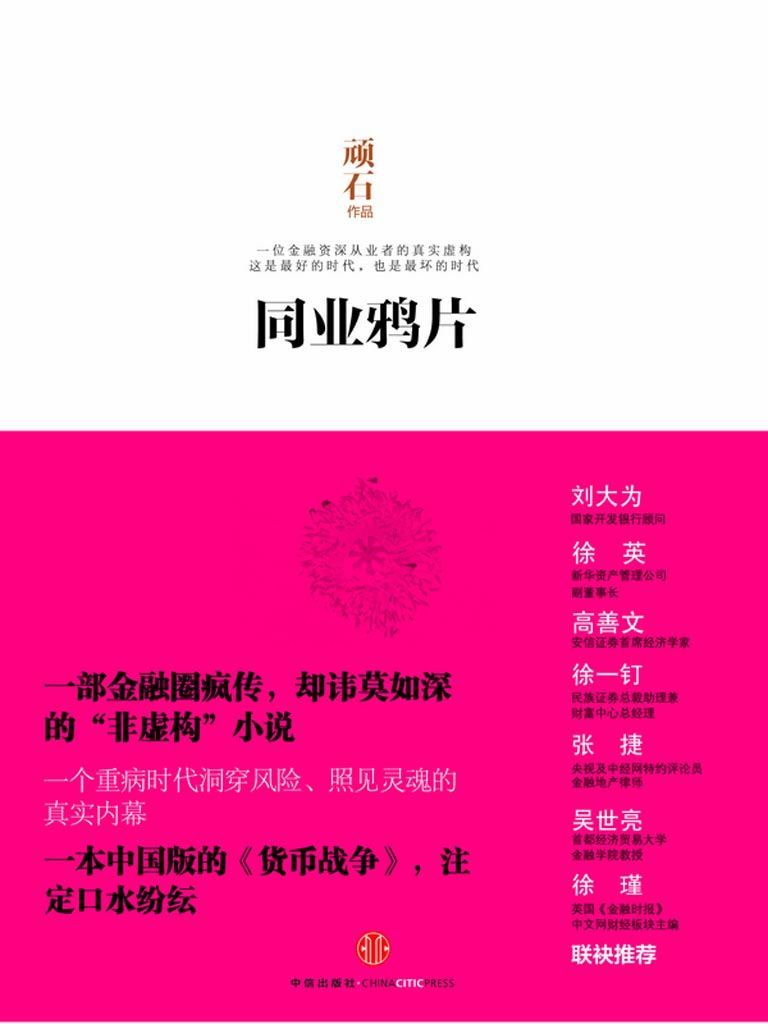 顽石
作品
一位金融资深从业者的真实虚构
这是最好的时代，也是最坏的时代
同业鸦片
一部金融圈疯传，却讳莫如深
的“非虚构”小说
一个重病时代洞穿风险、照见灵魂的
真实内幕
一本中国版的《货币战争》，注
定口水纷纭
刘大为
国家开发银行顾问
徐 英
新华资产管理公司
副董事长
高善文
安信证券首席经济学家
徐一钉
民族证券总裁助理兼
财富中心总经理
张 捷
央视及中经网特约评论员
金融地产律师
吴世亮
首都经济贸易大学
金融学院教授
徐 瑾
英国《金融时报》
中文网财经板块主编
联袂推荐
中信出版社·CHINACITICPRESS